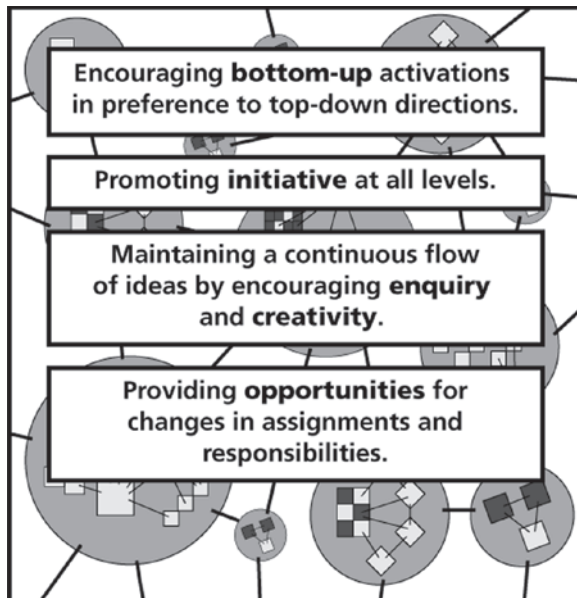 Encouraging bottom-up activations
in preference to top-down directions.
Promoting initiative at all levels.
Maintaining a continuous flow
of ideas by encouraging enquiry
and creativity.
Providing opportunities for
changes in assignments and
responsibilities.